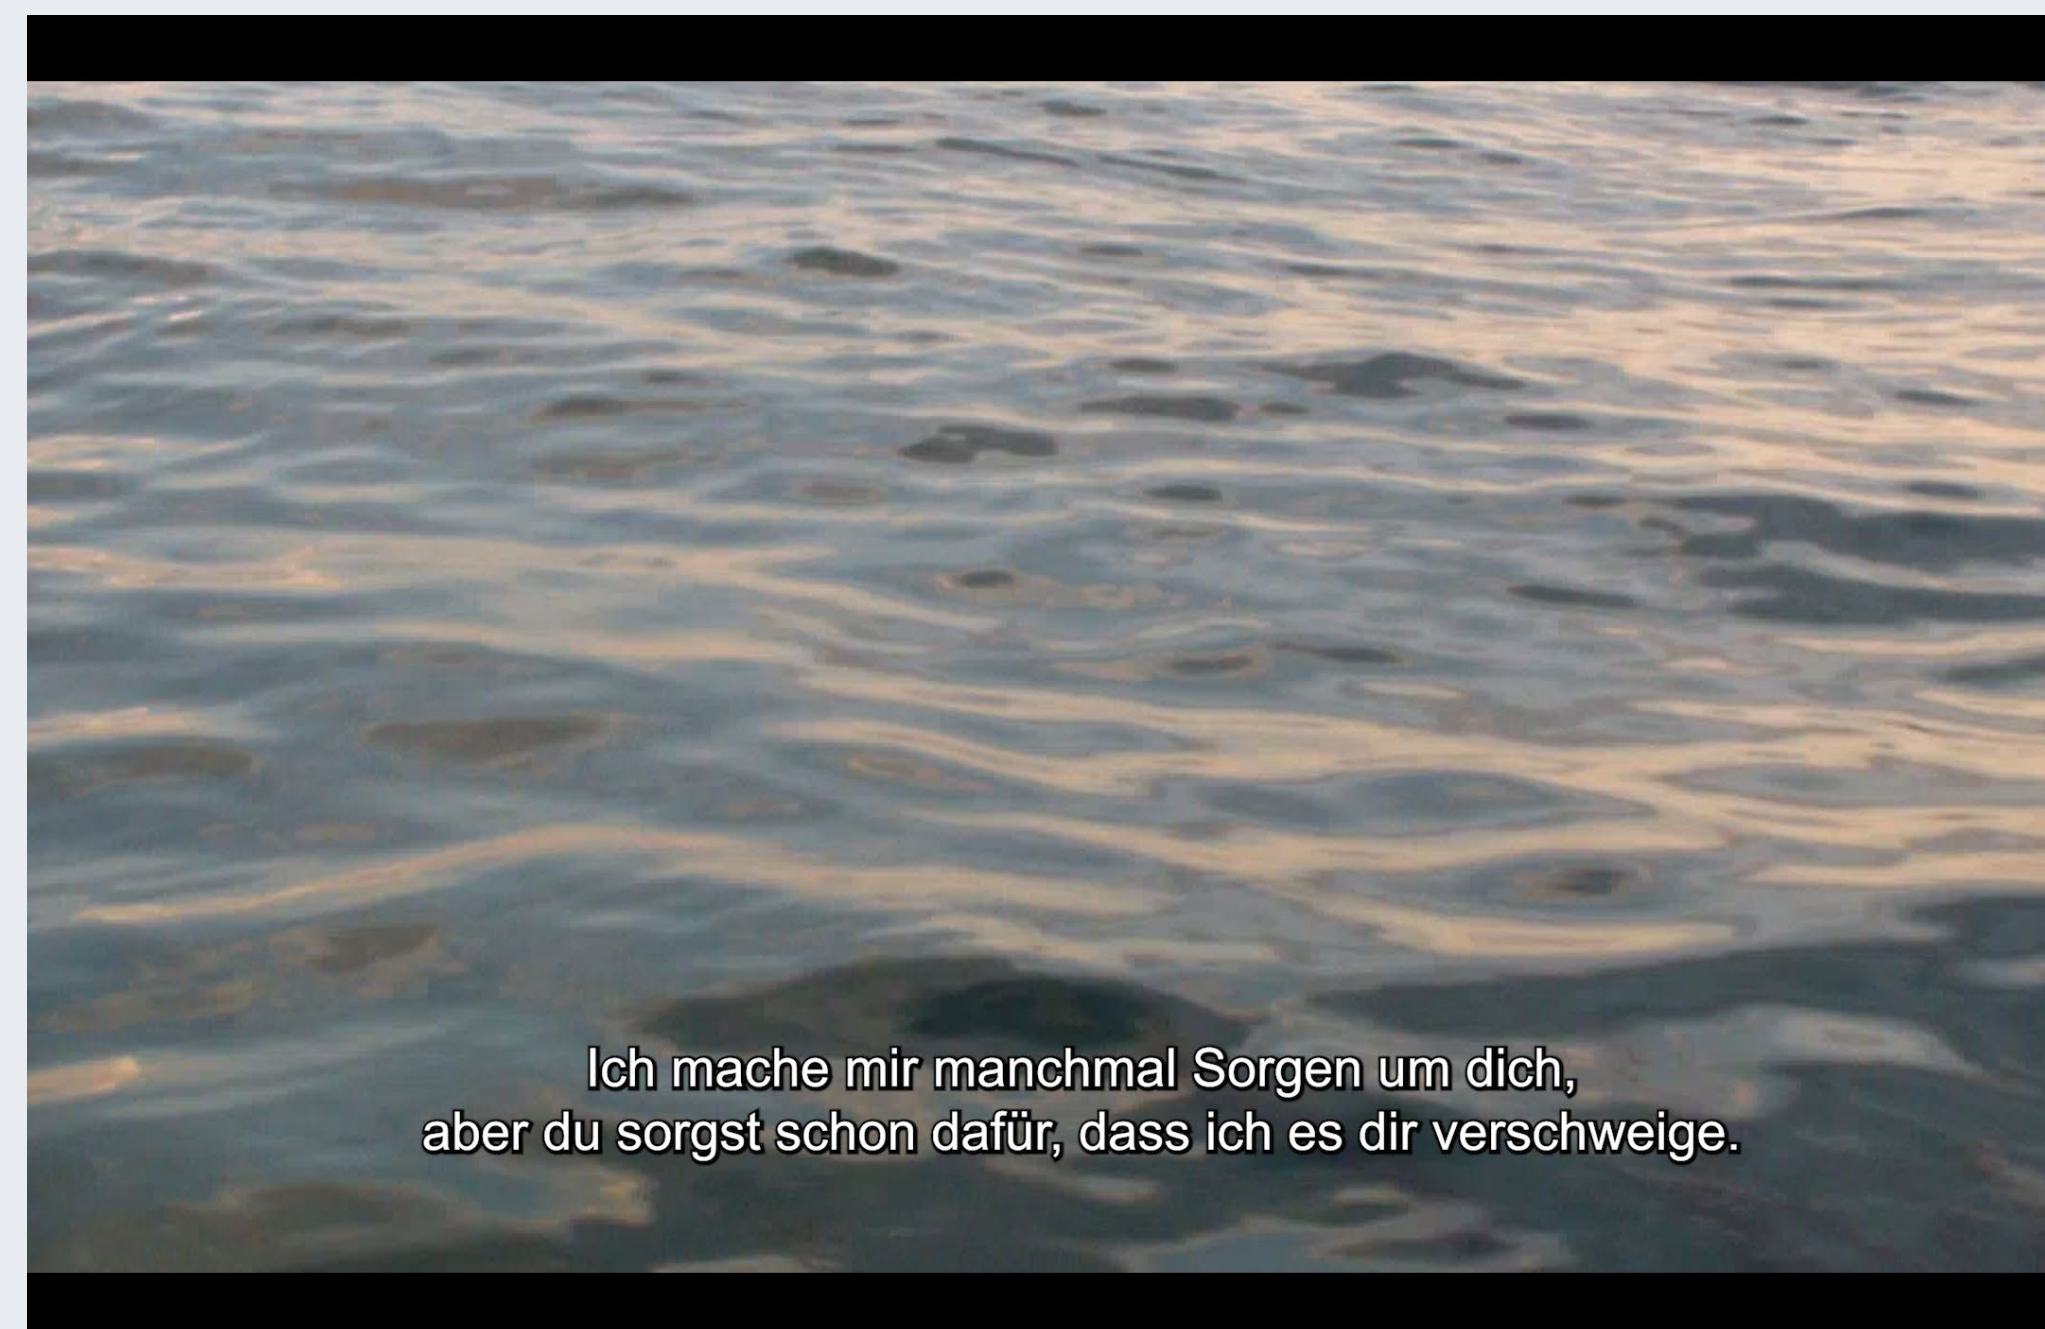 Ich mache mir manchmal Sorgen um dich,
aber du sorgst schon dafür, dass ich es dir verschweige.